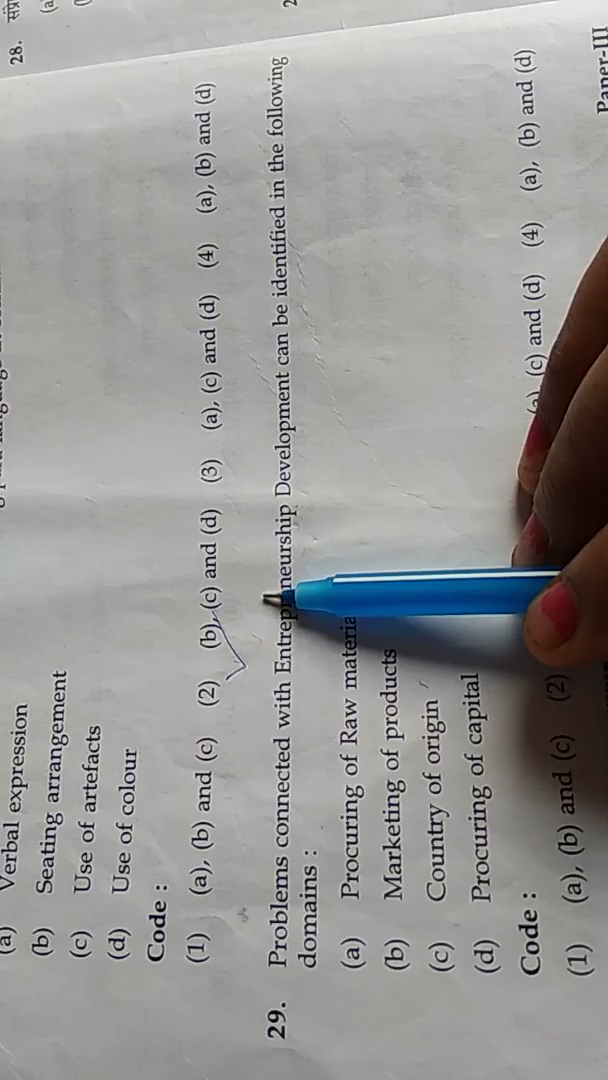 28.
(a) Verbal expression
(b) Seating arrangement
(c) Use of artefacts
(d) Use of colour
Code :
(1) (a), (b) and (c) (2) (b), (c) and (d) (3) (a), (c) and (d) (4) (a), (b) and (d)
29. Problems connected with Entrepreneurship Development can be identified in the following
domains :
(a) Procuring of Raw
(b) Marketing of products
(c) Country of origin
(d) Procuring of capital
Code :
(1) (a), (b) and (c) (2) (c) and (d) (4) (a), (b) and (d)
Paper-III